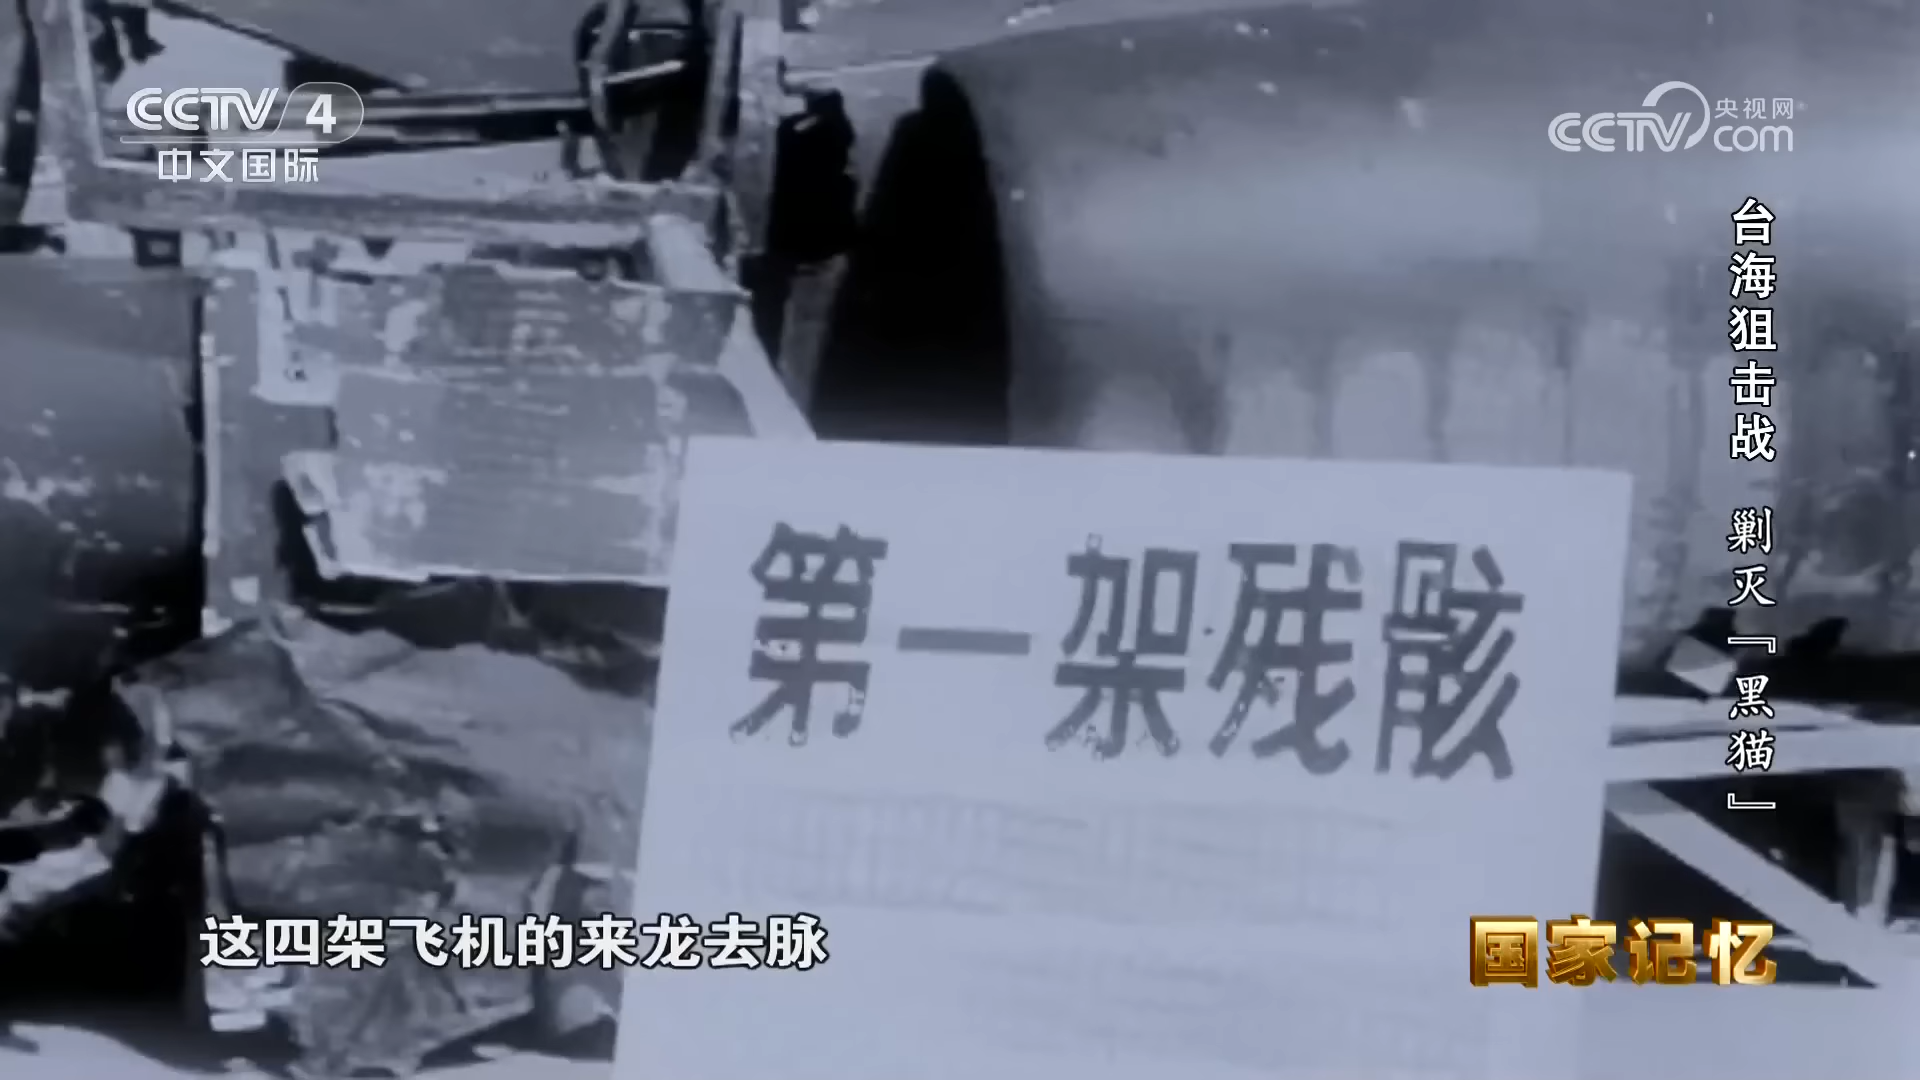 CCTV 4
中文国际
CCTV.com
央视网
台海狙击战 剿灭『黑猫』
第一架残骸
这四架飞机的来龙去脉
国家记忆